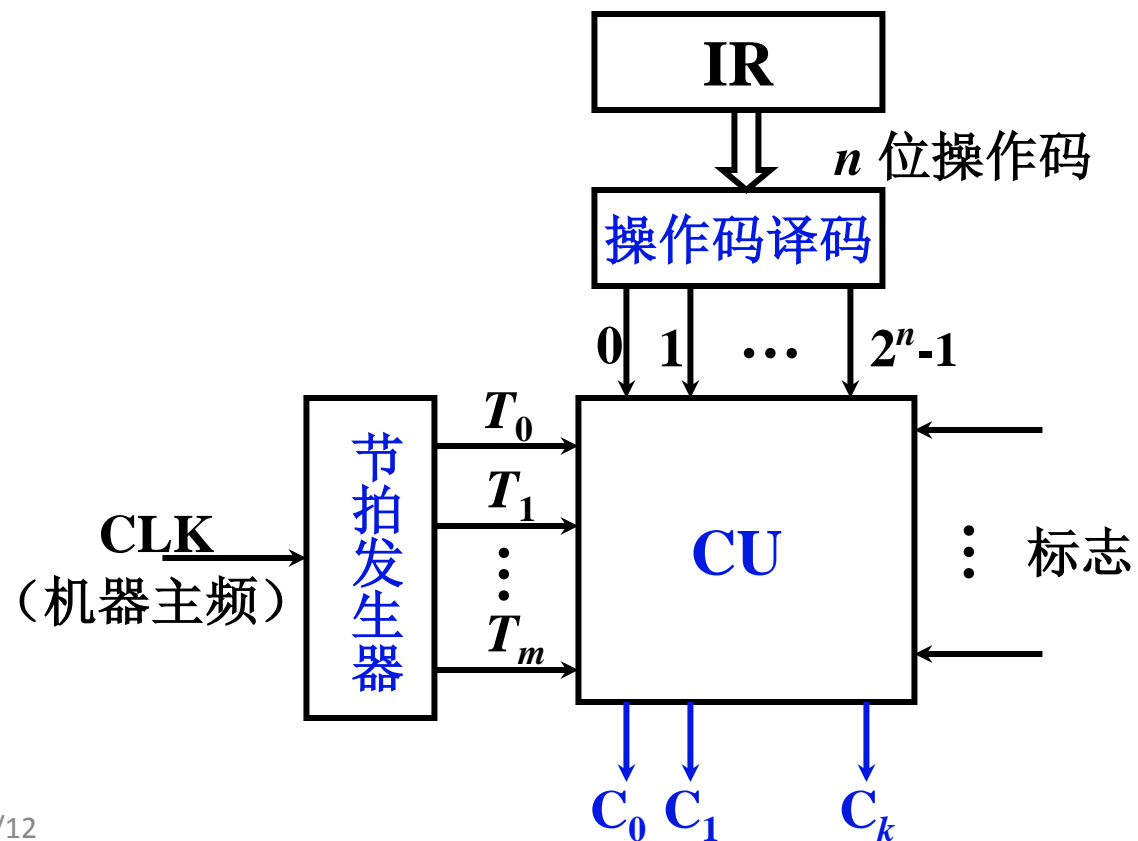 IR
n 位操作码
操作码译码
0 1 … 2ⁿ-1
T₀
T₁
⋮
Tₘ
节拍发生器
CLK
（机器主频）
CU
⋮ 标志
C₀ C₁ Cₖ
/12